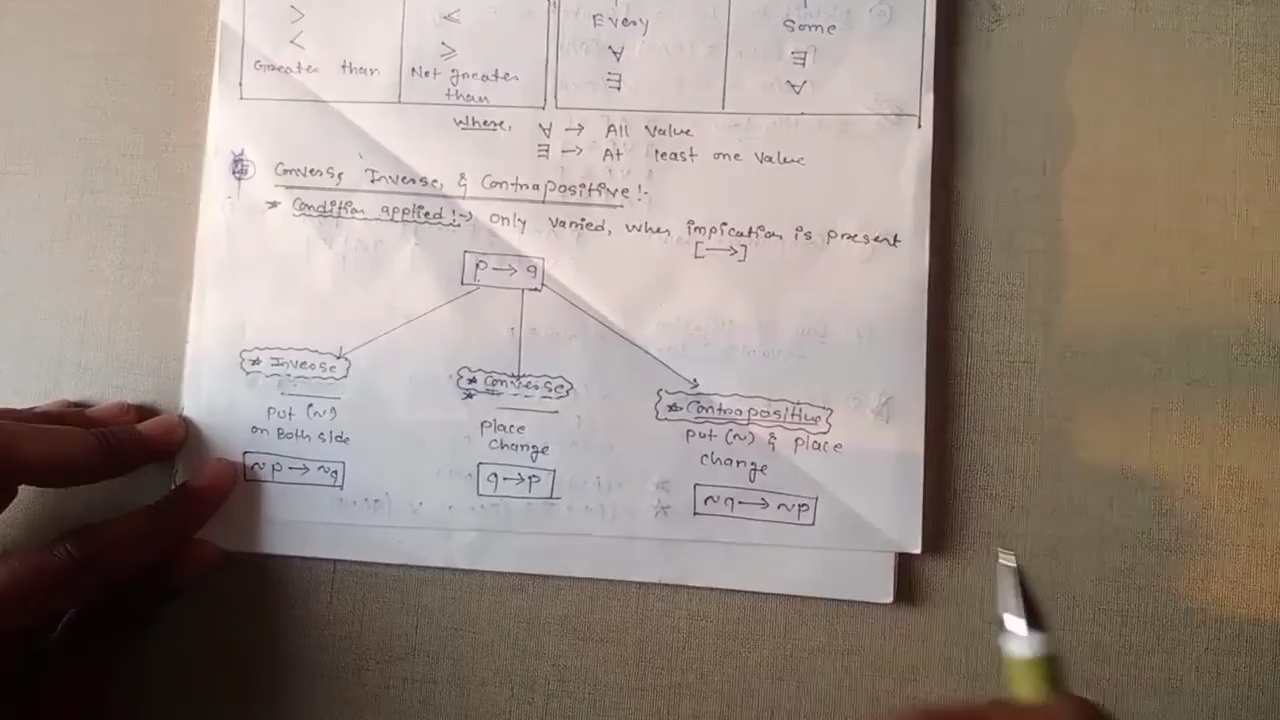 > ≮ Every Some
< ≯ ∀ ∃
Greater than Not greater ∃ ∀
than
Where, ∀ → All Value
∃ → At least one Value
Converse, Inverse, & Contrapositive :-
* Condition applied :→ only varried, when implication is present
[→]
p → q
* Inverse
* Converse
* Contrapositive
put (~)
on Both side
Place
change
put (~) & place
change
~p → ~q
q → p
~q → ~p